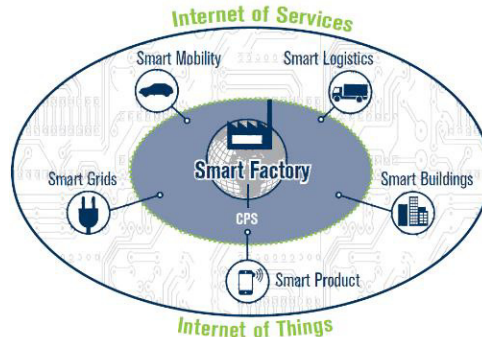 Internet of Services
Smart Mobility
Smart Logistics
Smart Factory
Smart Grids
Smart Buildings
CPS
Smart Product
Internet of Things